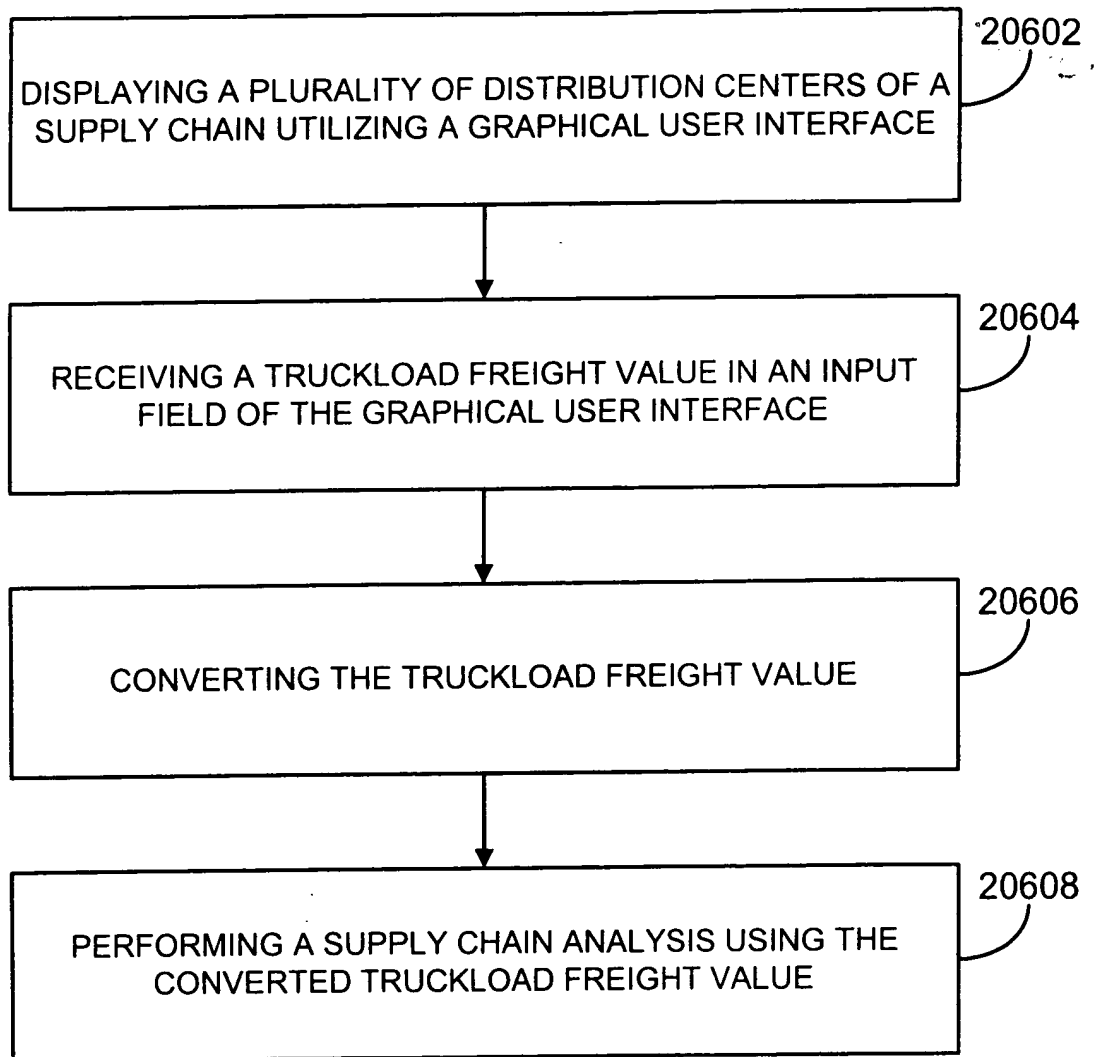 20602
DISPLAYING A PLURALITY OF DISTRIBUTION CENTERS OF A
SUPPLY CHAIN UTILIZING A GRAPHICAL USER INTERFACE
20604
RECEIVING A TRUCKLOAD FREIGHT VALUE IN AN INPUT
FIELD OF THE GRAPHICAL USER INTERFACE
20606
CONVERTING THE TRUCKLOAD FREIGHT VALUE
20608
PERFORMING A SUPPLY CHAIN ANALYSIS USING THE
CONVERTED TRUCKLOAD FREIGHT VALUE